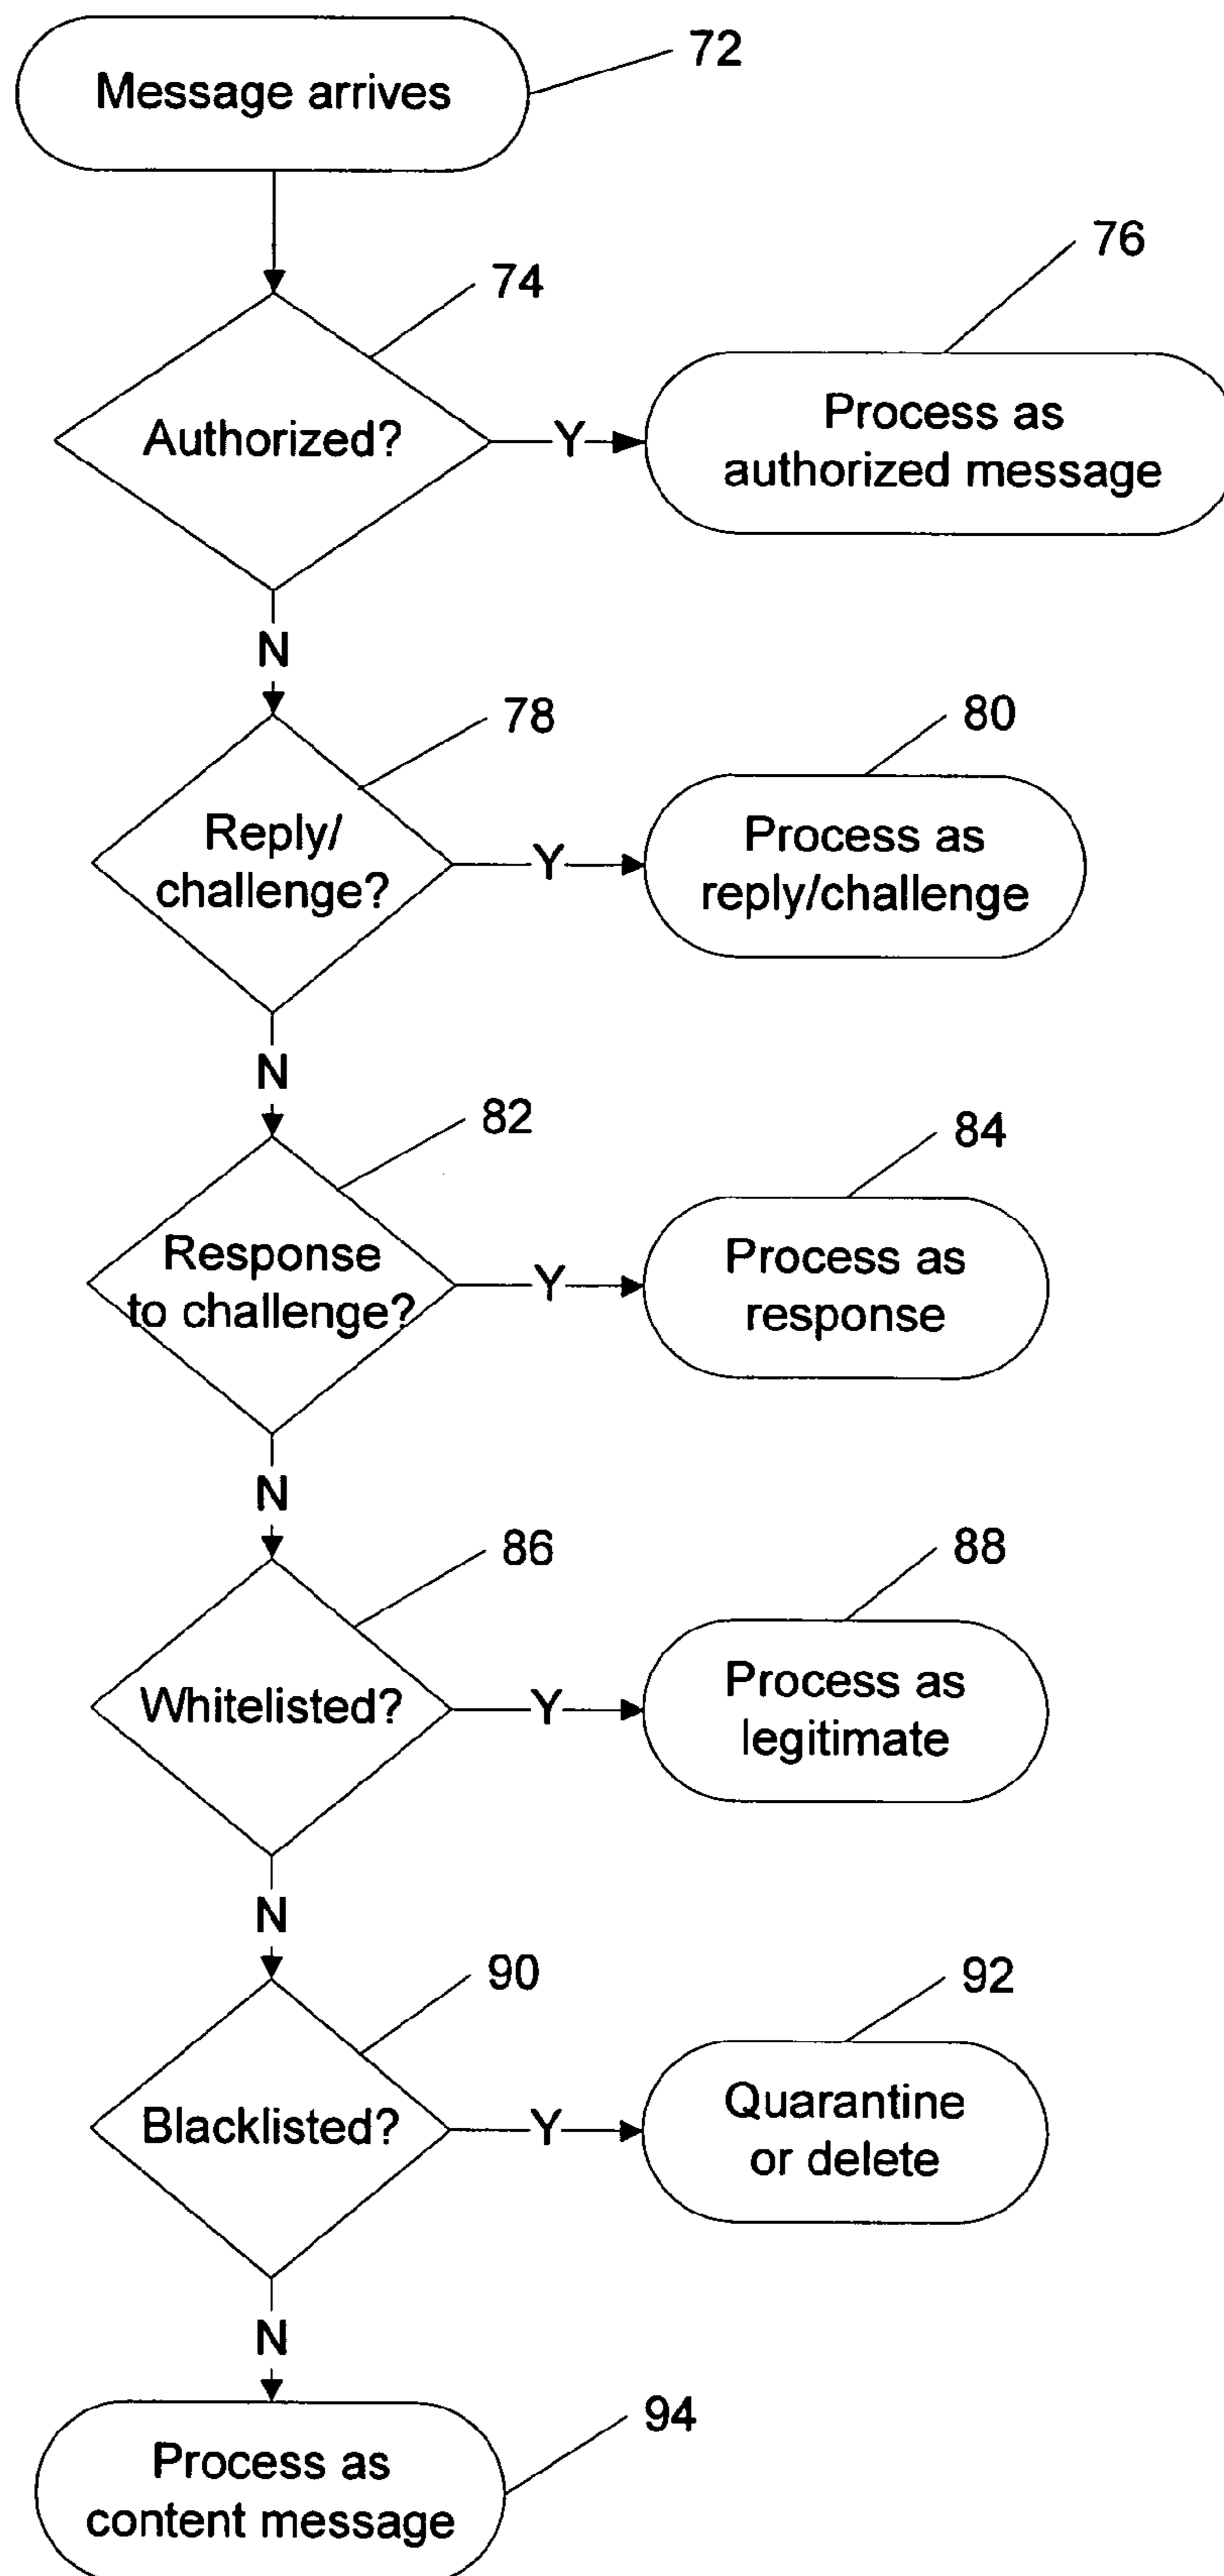 Message arrives
72
74
76
Authorized?
Y
Process as
authorized message
N
78
80
Reply/
challenge?
Y
Process as
reply/challenge
N
82
84
Response
to challenge?
Y
Process as
response
N
86
88
Whitelisted?
Y
Process as
legitimate
N
90
92
Blacklisted?
Y
Quarantine
or delete
N
94
Process as
content message